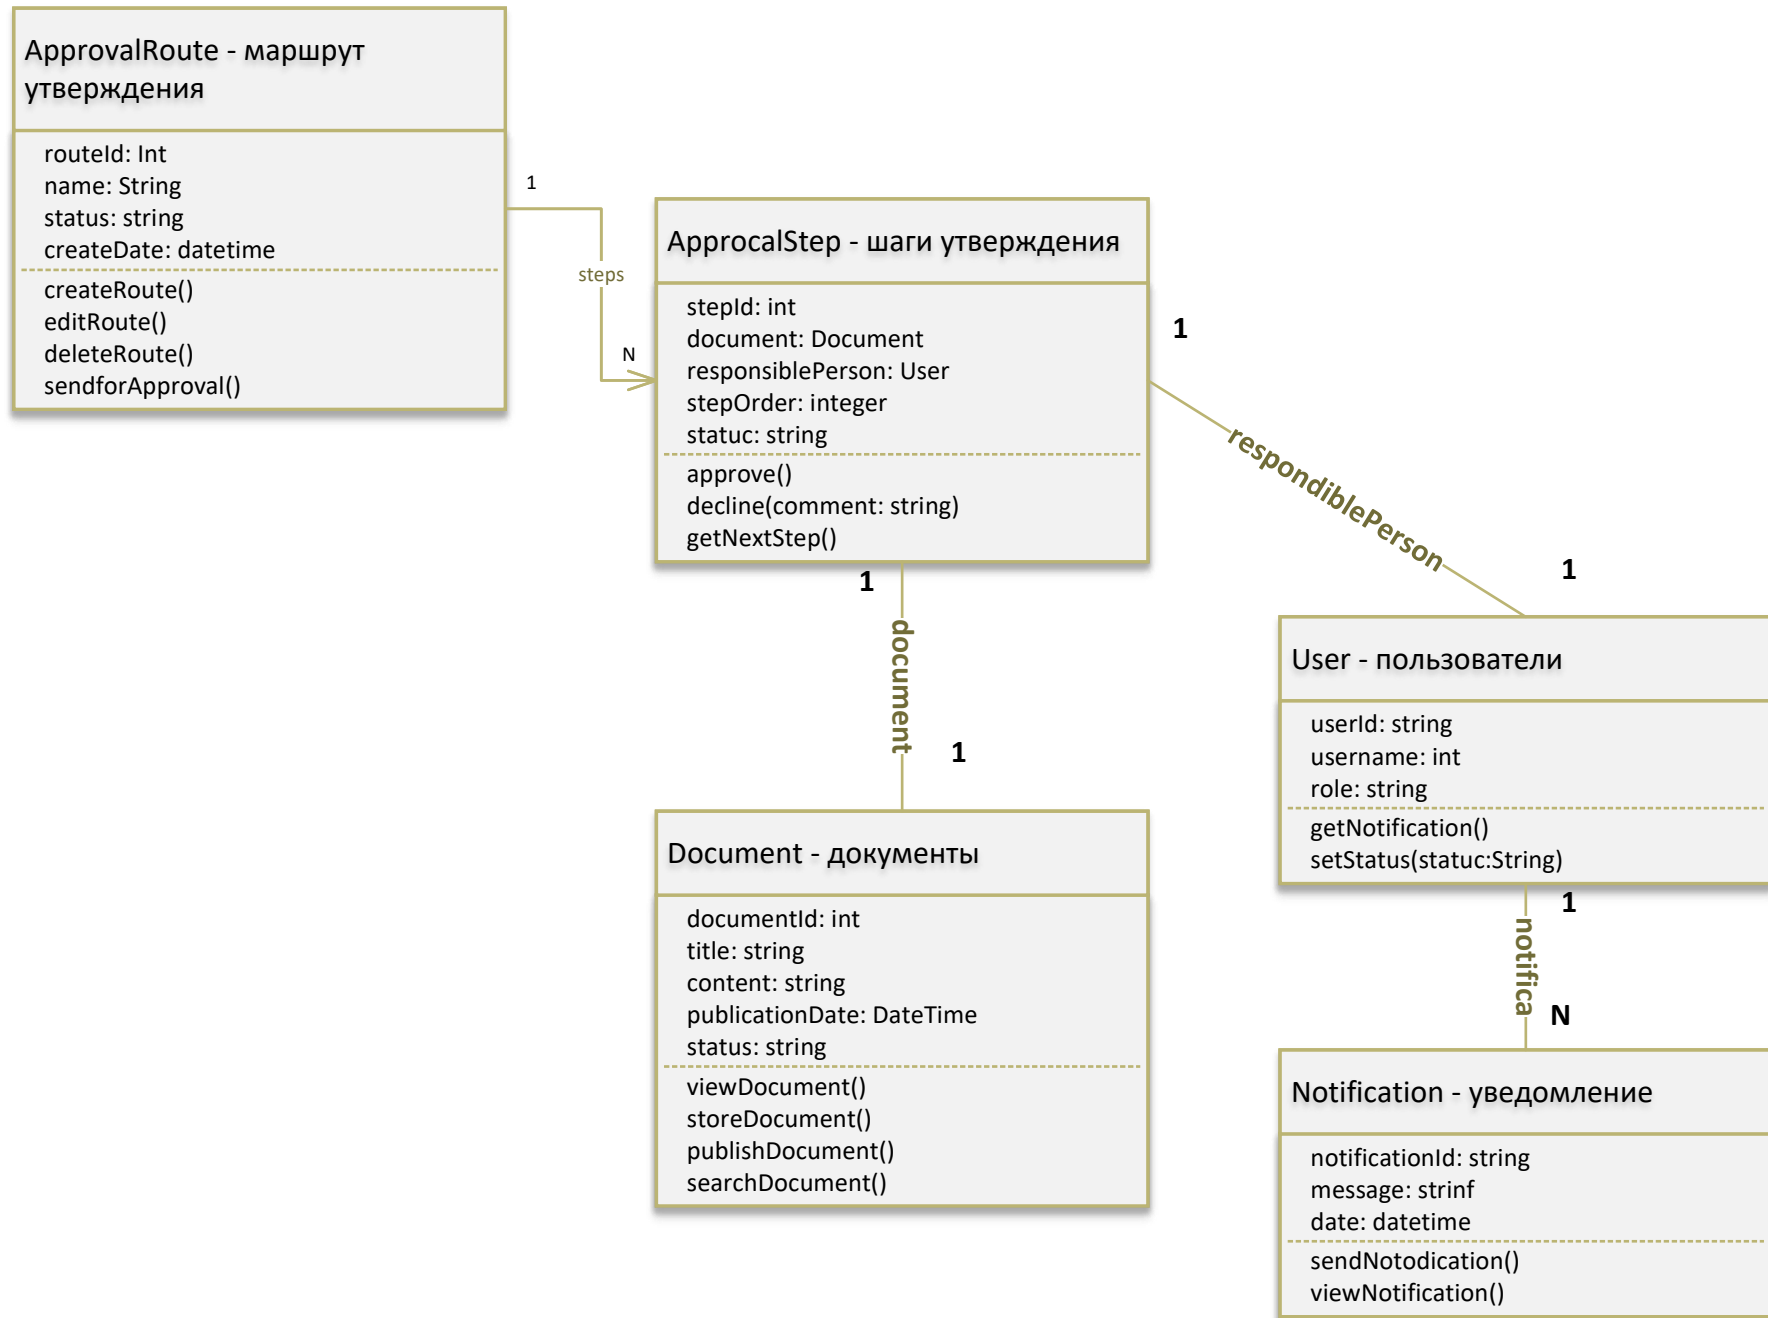 ApprovalRoute - маршрут
утверждения
routeId: Int
name: String
status: string
createDate: datetime
createRoute()
editRoute()
deleteRoute()
sendforApproval()
1
steps
N
ApprocalStep - шаги утверждения
stepId: int
document: Document
responsiblePerson: User
stepOrder: integer
statuc: string
approve()
decline(comment: string)
getNextStep()
1
respondiblePerson
1
1
document
1
User - пользователи
userId: string
username: int
role: string
getNotification()
setStatus(statuc:String)
Document - документы
documentId: int
title: string
content: string
publicationDate: DateTime
status: string
viewDocument()
storeDocument()
publishDocument()
searchDocument()
1
notifica
N
Notification - уведомление
notificationId: string
message: strinf
date: datetime
sendNotodication()
viewNotification()